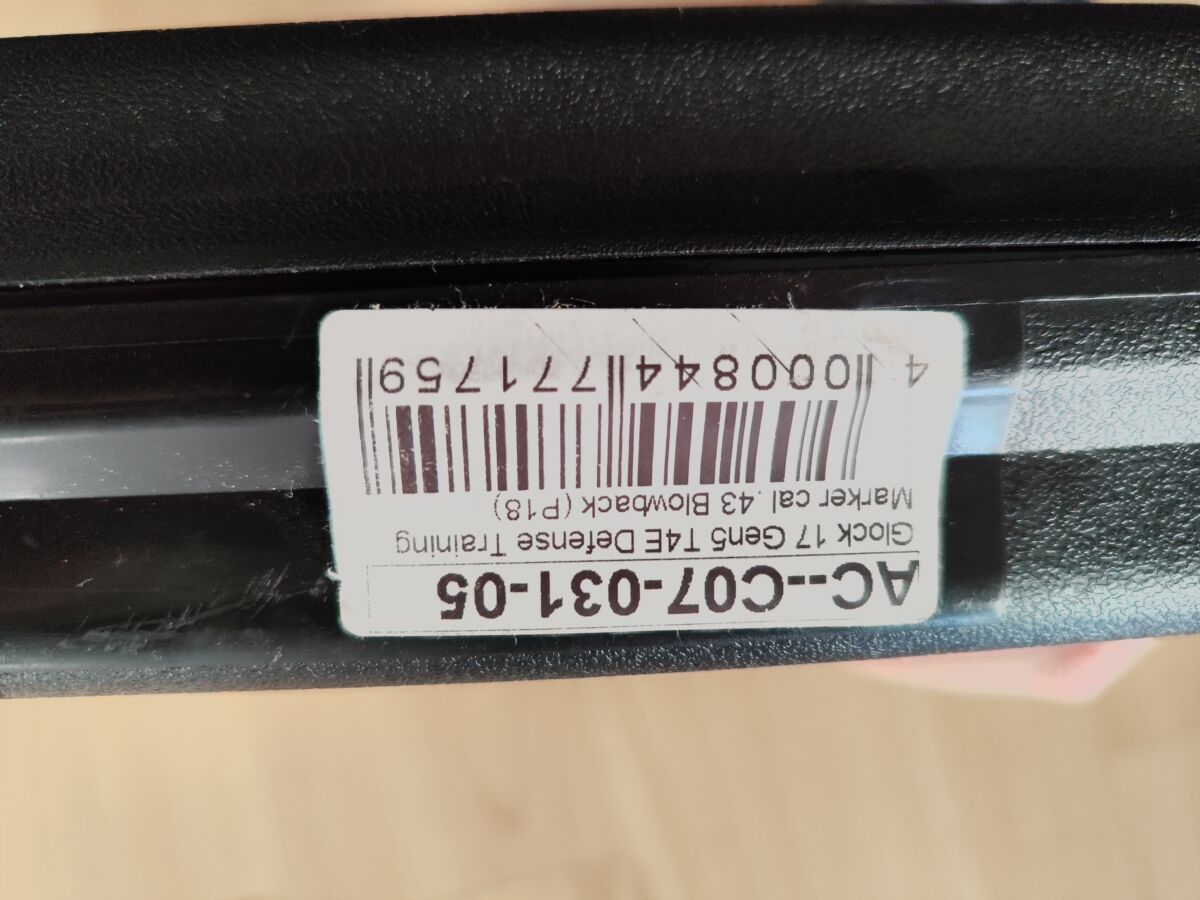 AC--C07-031-05
Glock 17 Gen5 T4E Defense Training
Marker cal .43 Blowback (P18)
4 000844 771759